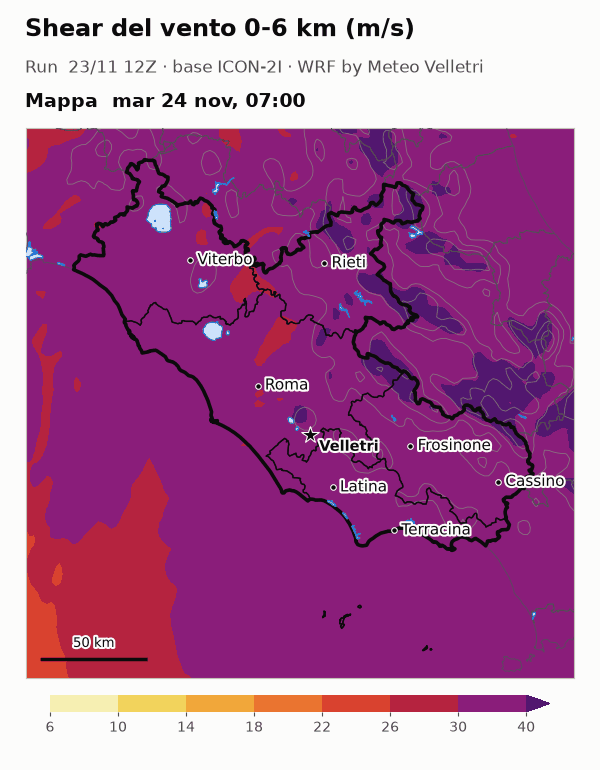 Shear del vento 0-6 km (m/s)
Run  23/11 12Z · base ICON-2I · WRF by Meteo Velletri
Mappa  mar 24 nov, 07:00
Viterbo
Rieti
Roma
Velletri
Frosinone
Latina
Cassino
Terracina
50 km
6 10 14 18 22 26 30 40